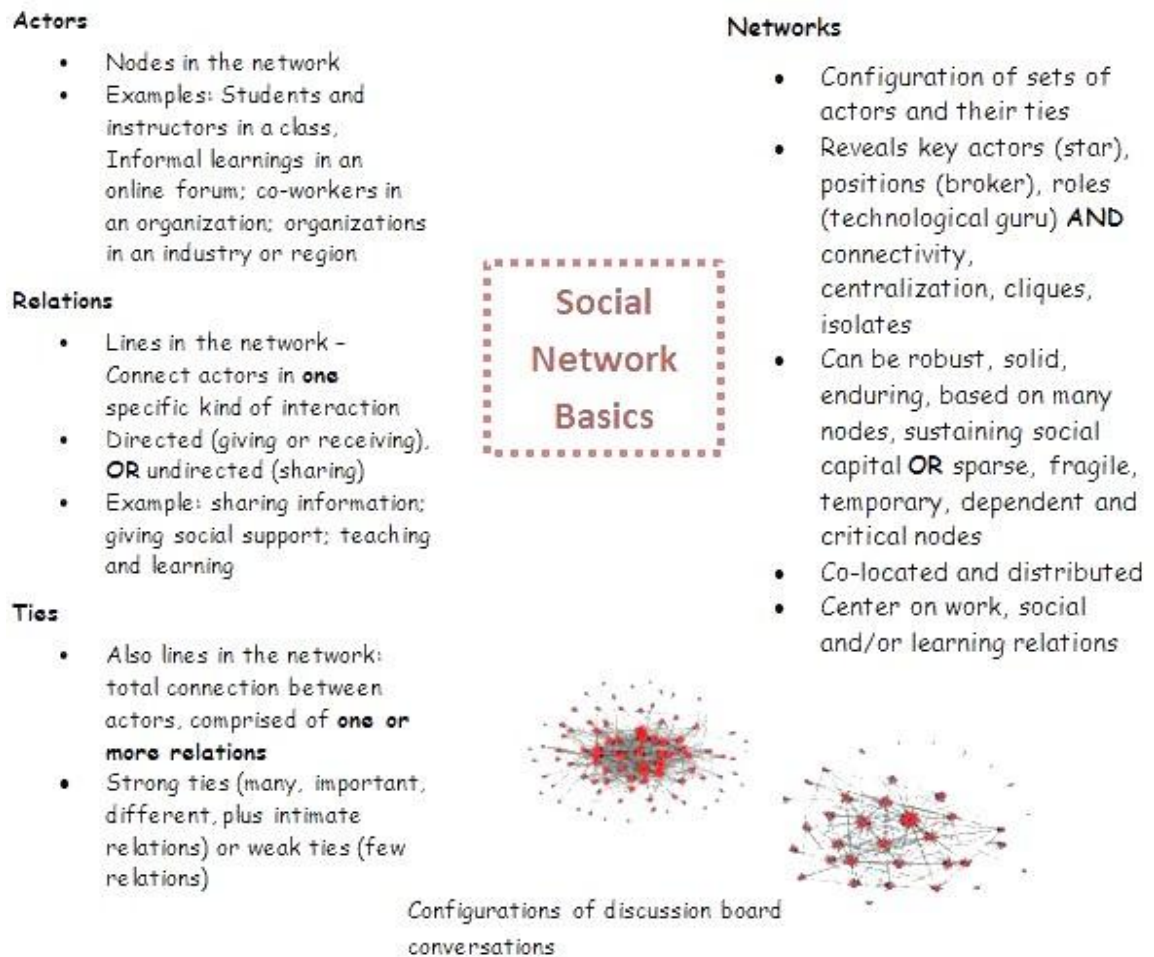 Actors
• Nodes in the network
• Examples: Students and
instructors in a class,
Informal learnings in an
online forum; co-workers in
an organization; organizations
in an industry or region
Relations
• Lines in the network –
Connect actors in one
specific kind of interaction
• Directed (giving or receiving),
OR undirected (sharing)
• Example: sharing information;
giving social support; teaching
and learning
Ties
• Also lines in the network:
total connection between
actors, comprised of one or
more relations
• Strong ties (many, important,
different, plus intimate
relations) or weak ties (few
relations)
Social
Network
Basics
Networks
• Configuration of sets of
actors and their ties
• Reveals key actors (star),
positions (broker), roles
(technological guru) AND
connectivity,
centralization, cliques,
isolates
• Can be robust, solid,
enduring, based on many
nodes, sustaining social
capital OR sparse, fragile,
temporary, dependent and
critical nodes
• Co-located and distributed
• Center on work, social
and/or learning relations
Configurations of discussion board
conversations